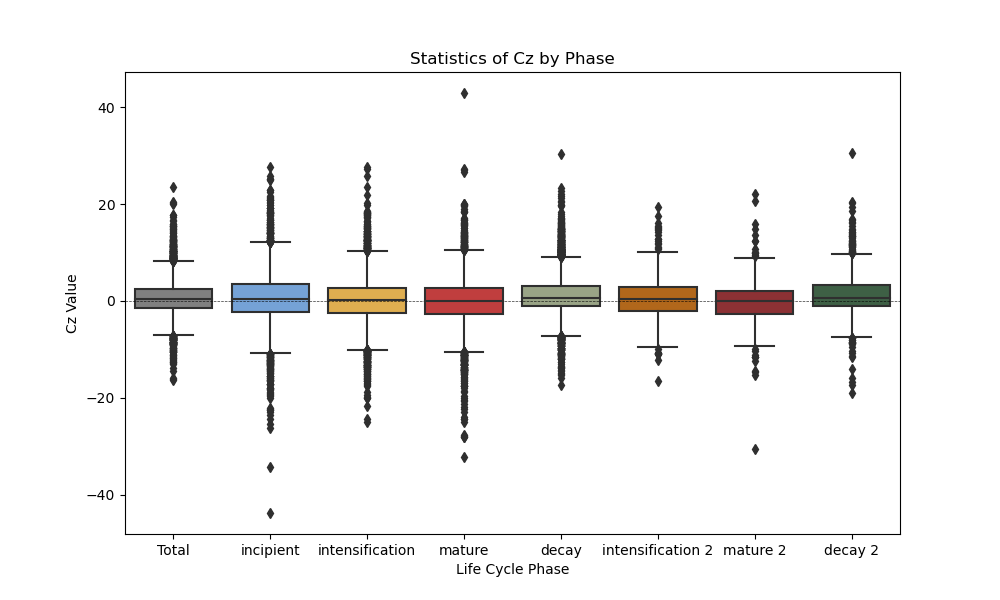 Statistics of Cz by Phase
Cz Value
40
20
0
−20
−40
Total
incipient
intensification
mature
decay
intensification 2
mature 2
decay 2
Life Cycle Phase